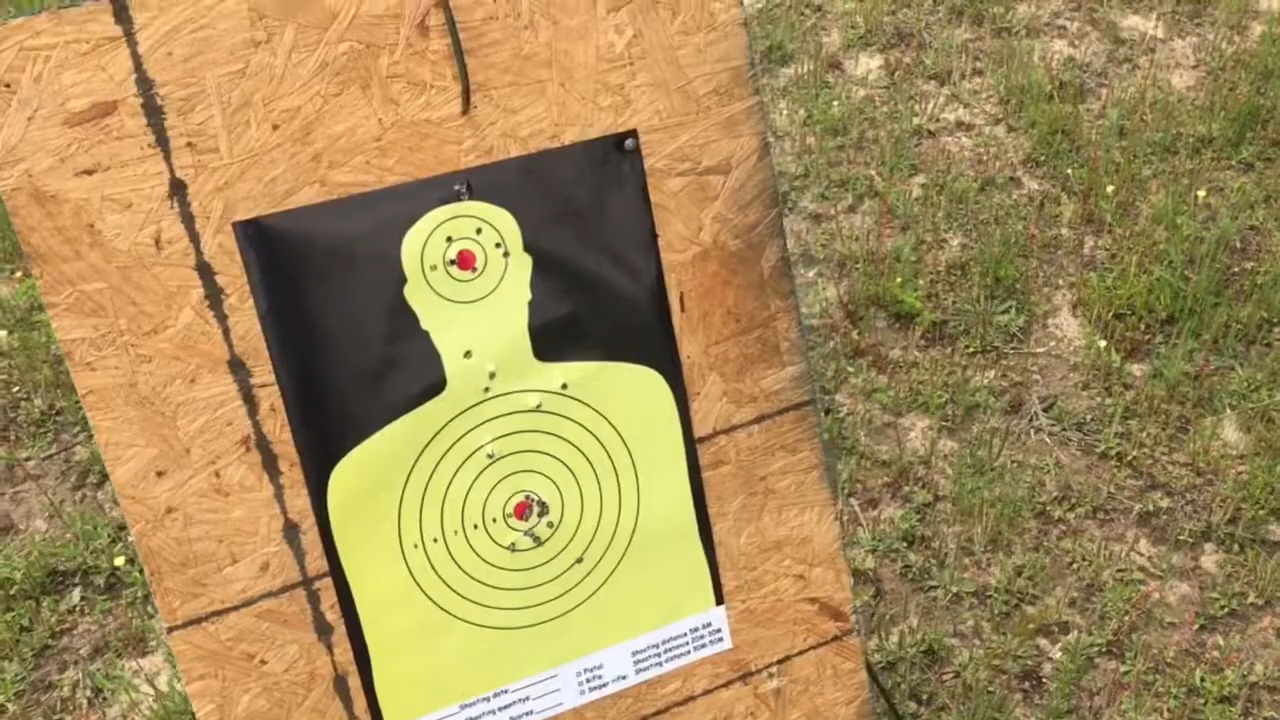 Shooting date:
Shooting quantitys:
Scores:
Pistol: Shooting distance 5M-8M
Rifle: Shooting distance 20M-30M
Sniper rifle: Shooting distance 30M-50M